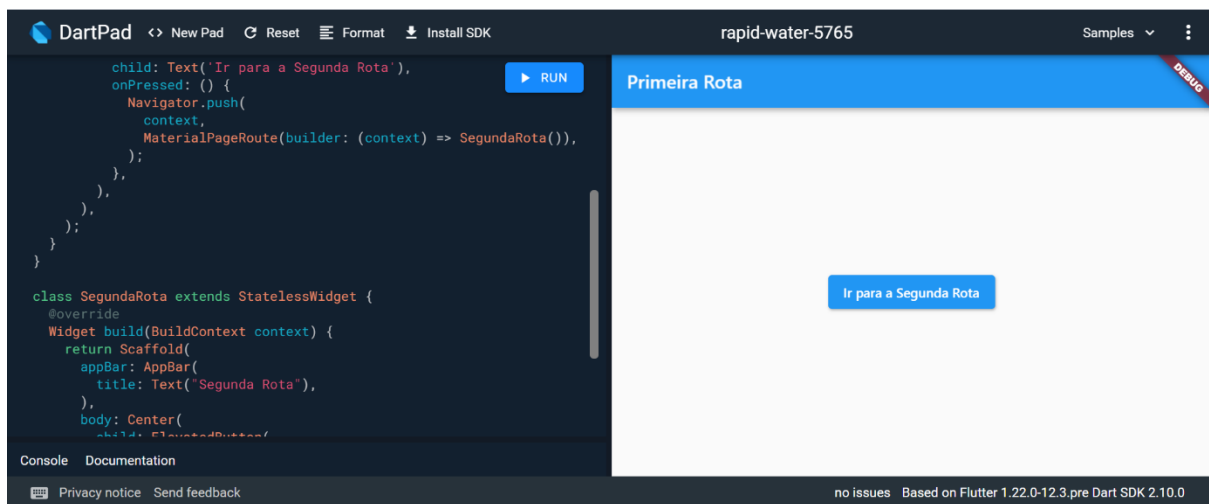 DartPad <> New Pad Reset Format Install SDK rapid-water-5765 Samples
child: Text('Ir para a Segunda Rota'),
onPressed: () {
Navigator.push(
context,
MaterialPageRoute(builder: (context) => SegundaRota()),
);
},
),
),
);
}
}
class SegundaRota extends StatelessWidget {
@override
Widget build(BuildContext context) {
return Scaffold(
appBar: AppBar(
title: Text("Segunda Rota"),
),
body: Center(
child: ElevatedButton(
RUN
Primeira Rota
DEBUG
Ir para a Segunda Rota
Console Documentation
Privacy notice Send feedback
no issues Based on Flutter 1.22.0-12.3.pre Dart SDK 2.10.0